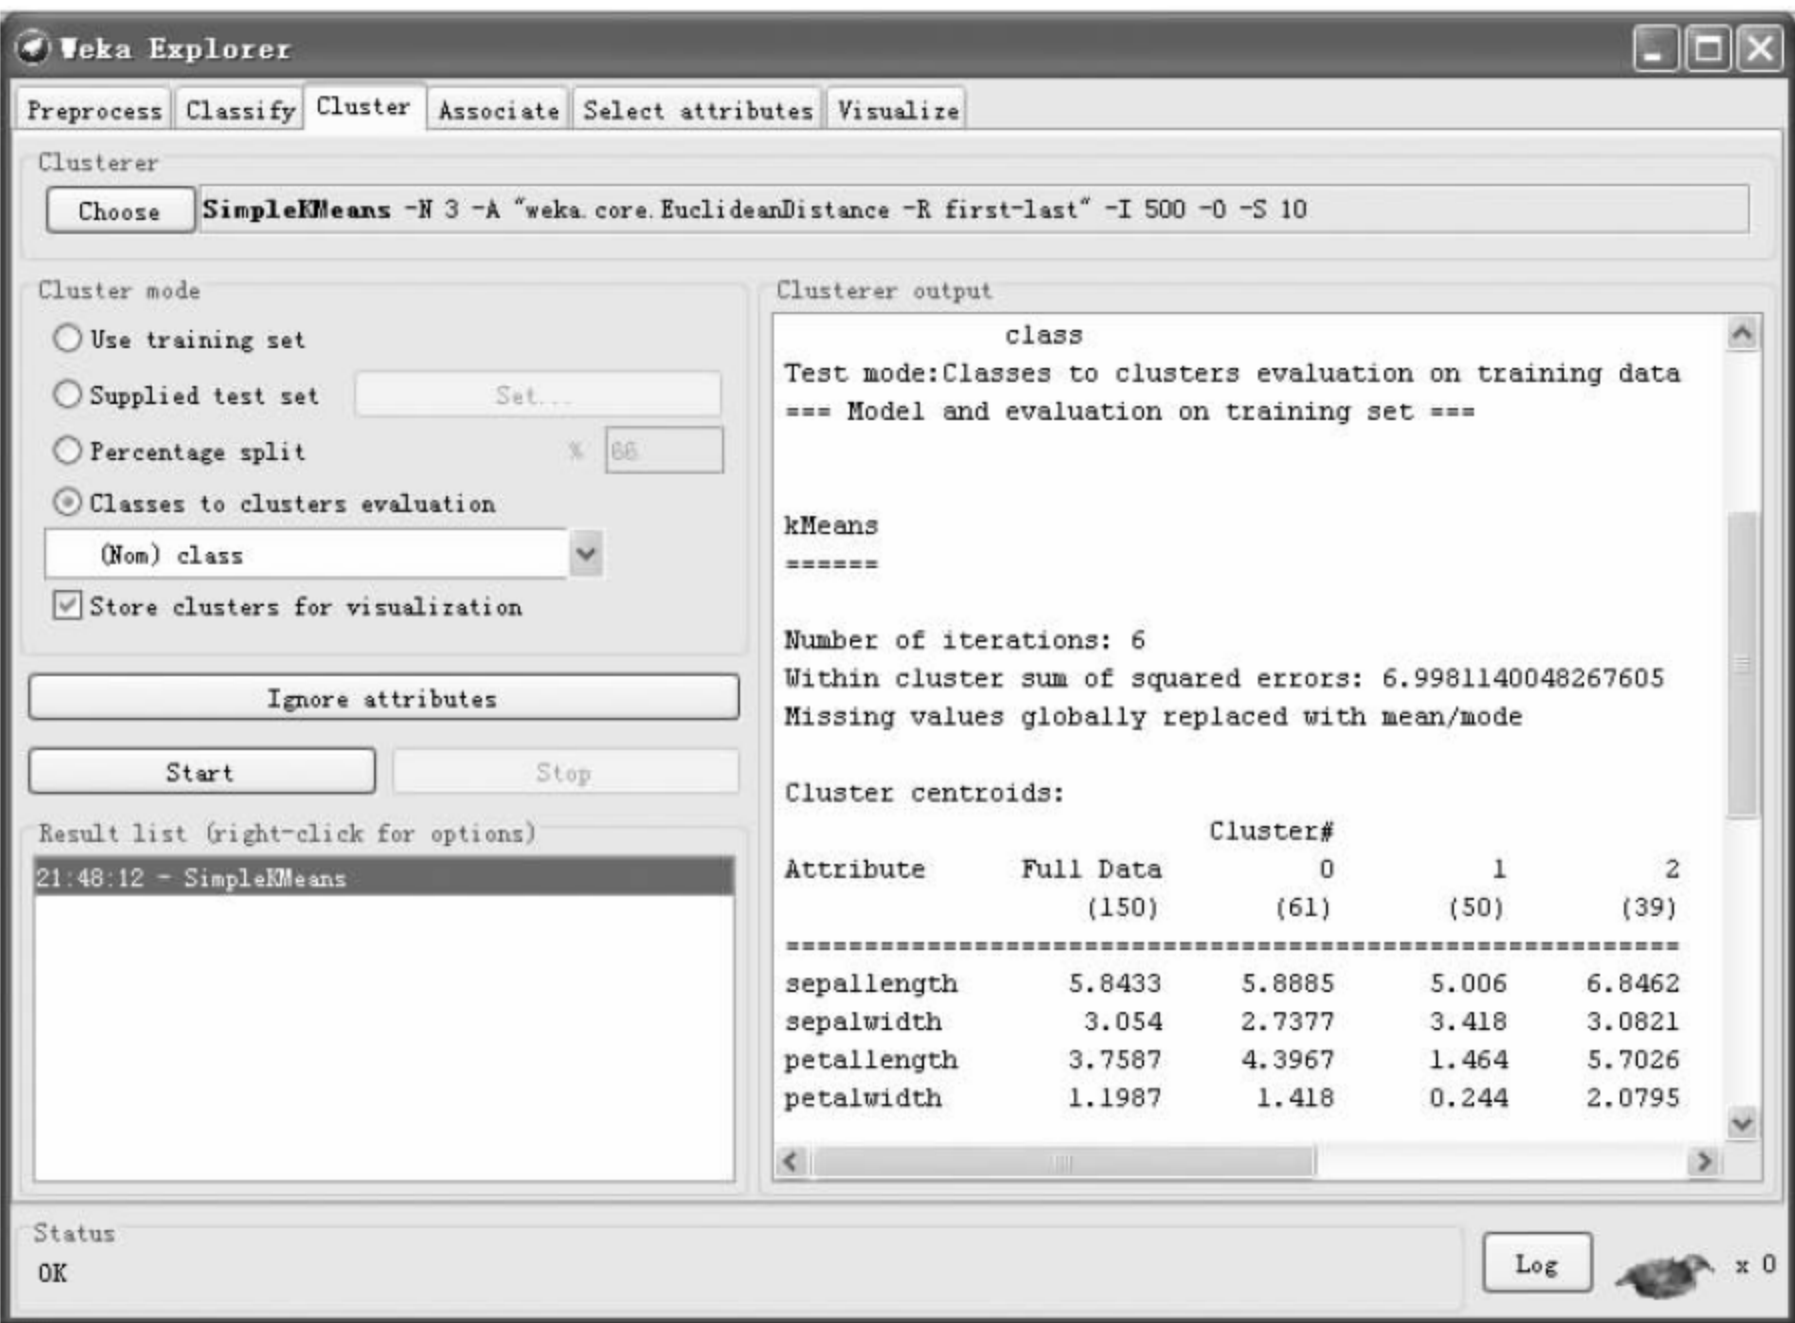 Weka Explorer
Preprocess Classify Cluster Associate Select attributes Visualize
Clusterer
Choose SimpleKMeans -N 3 -A "weka.core.EuclideanDistance -R first-last" -I 500 -O -S 10
Cluster mode
Use training set
Supplied test set Set...
Percentage split % 66
Classes to clusters evaluation
(Nom) class
Store clusters for visualization
Ignore attributes
Start Stop
Result list (right-click for options)
21:48:12 - SimpleKMeans
Clusterer output
class
Test mode:Classes to clusters evaluation on training data
=== Model and evaluation on training set ===
kMeans
======
Number of iterations: 6
Within cluster sum of squared errors: 6.9981140048267605
Missing values globally replaced with mean/mode
Cluster centroids:
Cluster#
Attribute Full Data 0 1 2
(150) (61) (50) (39)
=========================================================
sepallength 5.8433 5.8885 5.006 6.8462
sepalwidth 3.054 2.7377 3.418 3.0821
petallength 3.7587 4.3967 1.464 5.7026
petalwidth 1.1987 1.418 0.244 2.0795
Status
OK
Log x 0